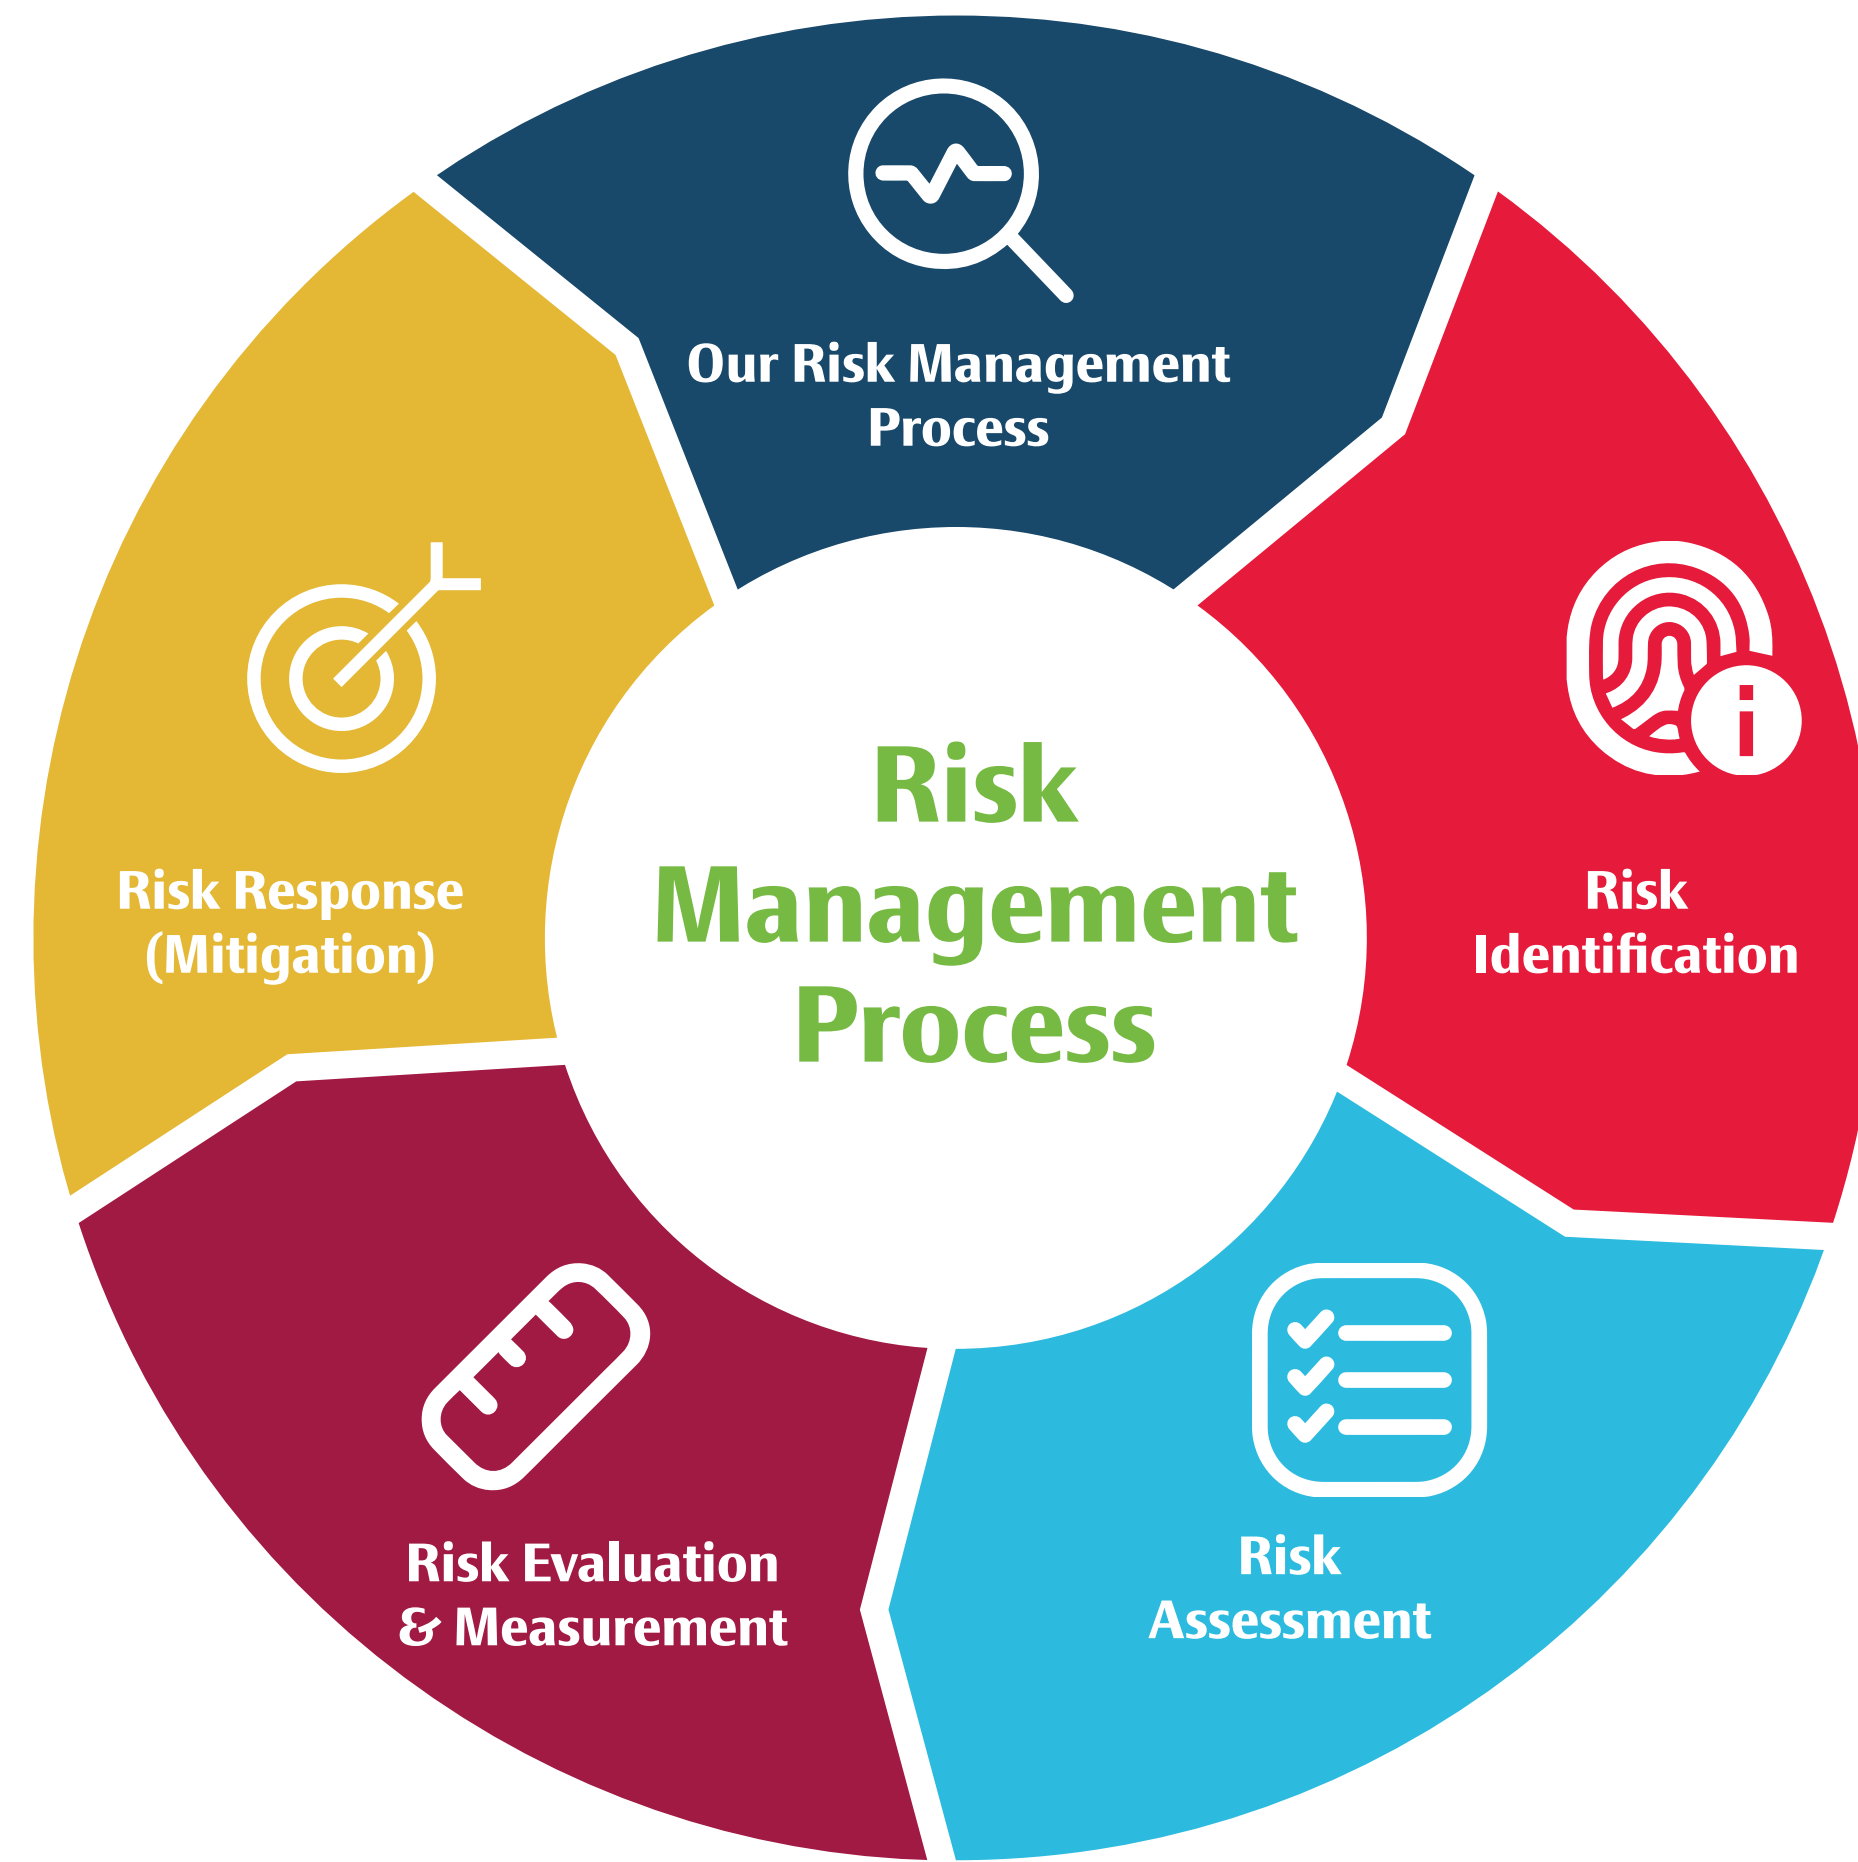 Our Risk Management
Process
Risk
Identification
Risk
Assessment
Risk Evaluation
& Measurement
Risk Response
(Mitigation)
Risk
Management
Process
i